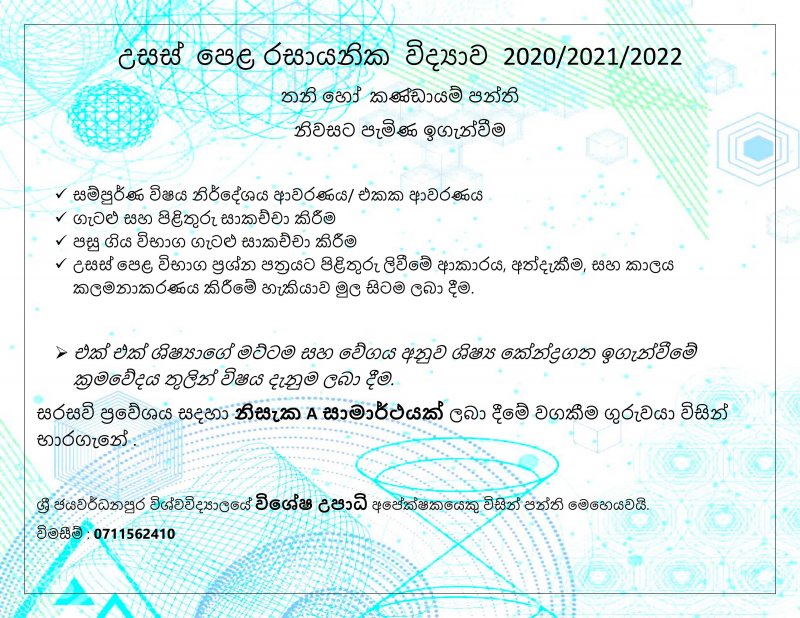 උසස් පෙළ රසායනික විද්‍යාව 2020/2021/2022
තනි හෝ කණ්ඩායම් පන්ති
නිවසට පැමිණ ඉගැන්වීම
✓ සම්පුර්ණ විෂය නිර්දේශය ආවරණය/ ඒකක ආවරණය
✓ ගැටළු සහ පිළිතුරු සාකච්චා කිරීම
✓ පසු ගිය විභාග ගැටළු සාකච්චා කිරීම
✓ උසස් පෙළ විභාග ප්‍රශ්න පත්‍රයට පිළිතුරු ලිවීමේ ආකාරය, අත්දැකීම, සහ කාලය
කලමනාකරණය කිරීමේ හැකියාව මුල සිටම ලබා දීම.
➢ එක් එක් ශිෂ්‍යාගේ මට්ටම සහ වේගය අනුව ශිෂ්‍ය කේන්ද්‍රගත ඉගැන්වීමේ
ක්‍රමවේදය තුලින් විෂය දැනුම ලබා දීම.
සරසවි ප්‍රවේශය සදහා නිසැක A සාමාර්ථයක් ලබා දීමේ වගකීම ගුරුවයා විසින්
භාරගැනේ .
ශ්‍රී ජයවර්ධනපුර විශ්වවිද්‍යාලයේ විශේෂ උපාධි අපේක්ෂකයෙකු විසින් පන්ති මෙහෙයවයි.
විමසීම් : 0711562410